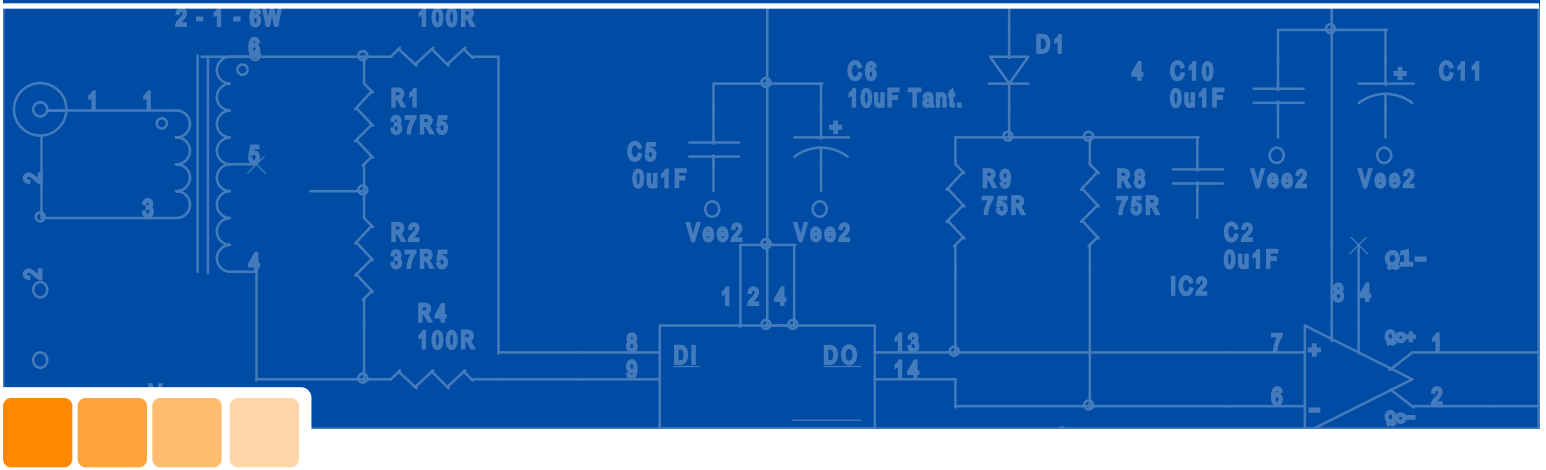 2 - 1 - 6W
100R
6
1
1
2
3
5
4
R1
37R5
R2
37R5
R4
100R
2
C5
0u1F
C6
10uF Tant.
+
Vee2
Vee2
1
2
4
8
9
DI
DO
13
14
D1
R9
75R
R8
75R
C2
0u1F
IC2
4
C10
0u1F
+
C11
Vee2
Vee2
Q1-
8
4
7
6
+
-
Qo+
Qo-
1
2